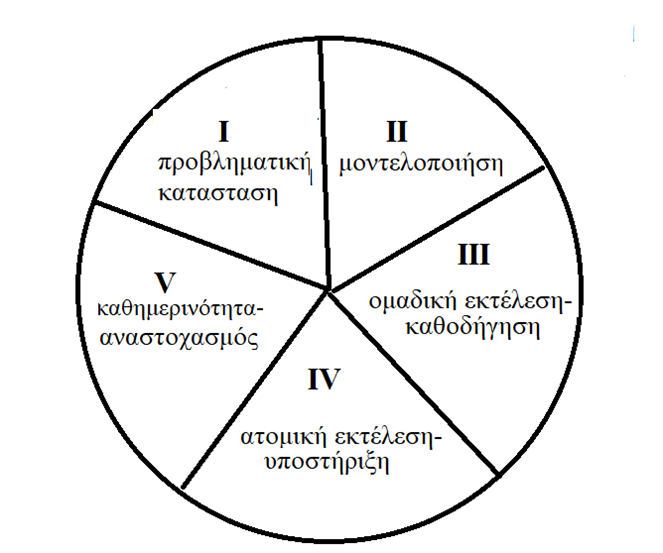 I
προβληματική
κατασταση
II
μοντελοποιήση
III
ομαδική εκτέλεση-
καθοδήγηση
IV
ατομική εκτέλεση-
υποστήριξη
V
καθημερινότητα-
αναστοχασμός